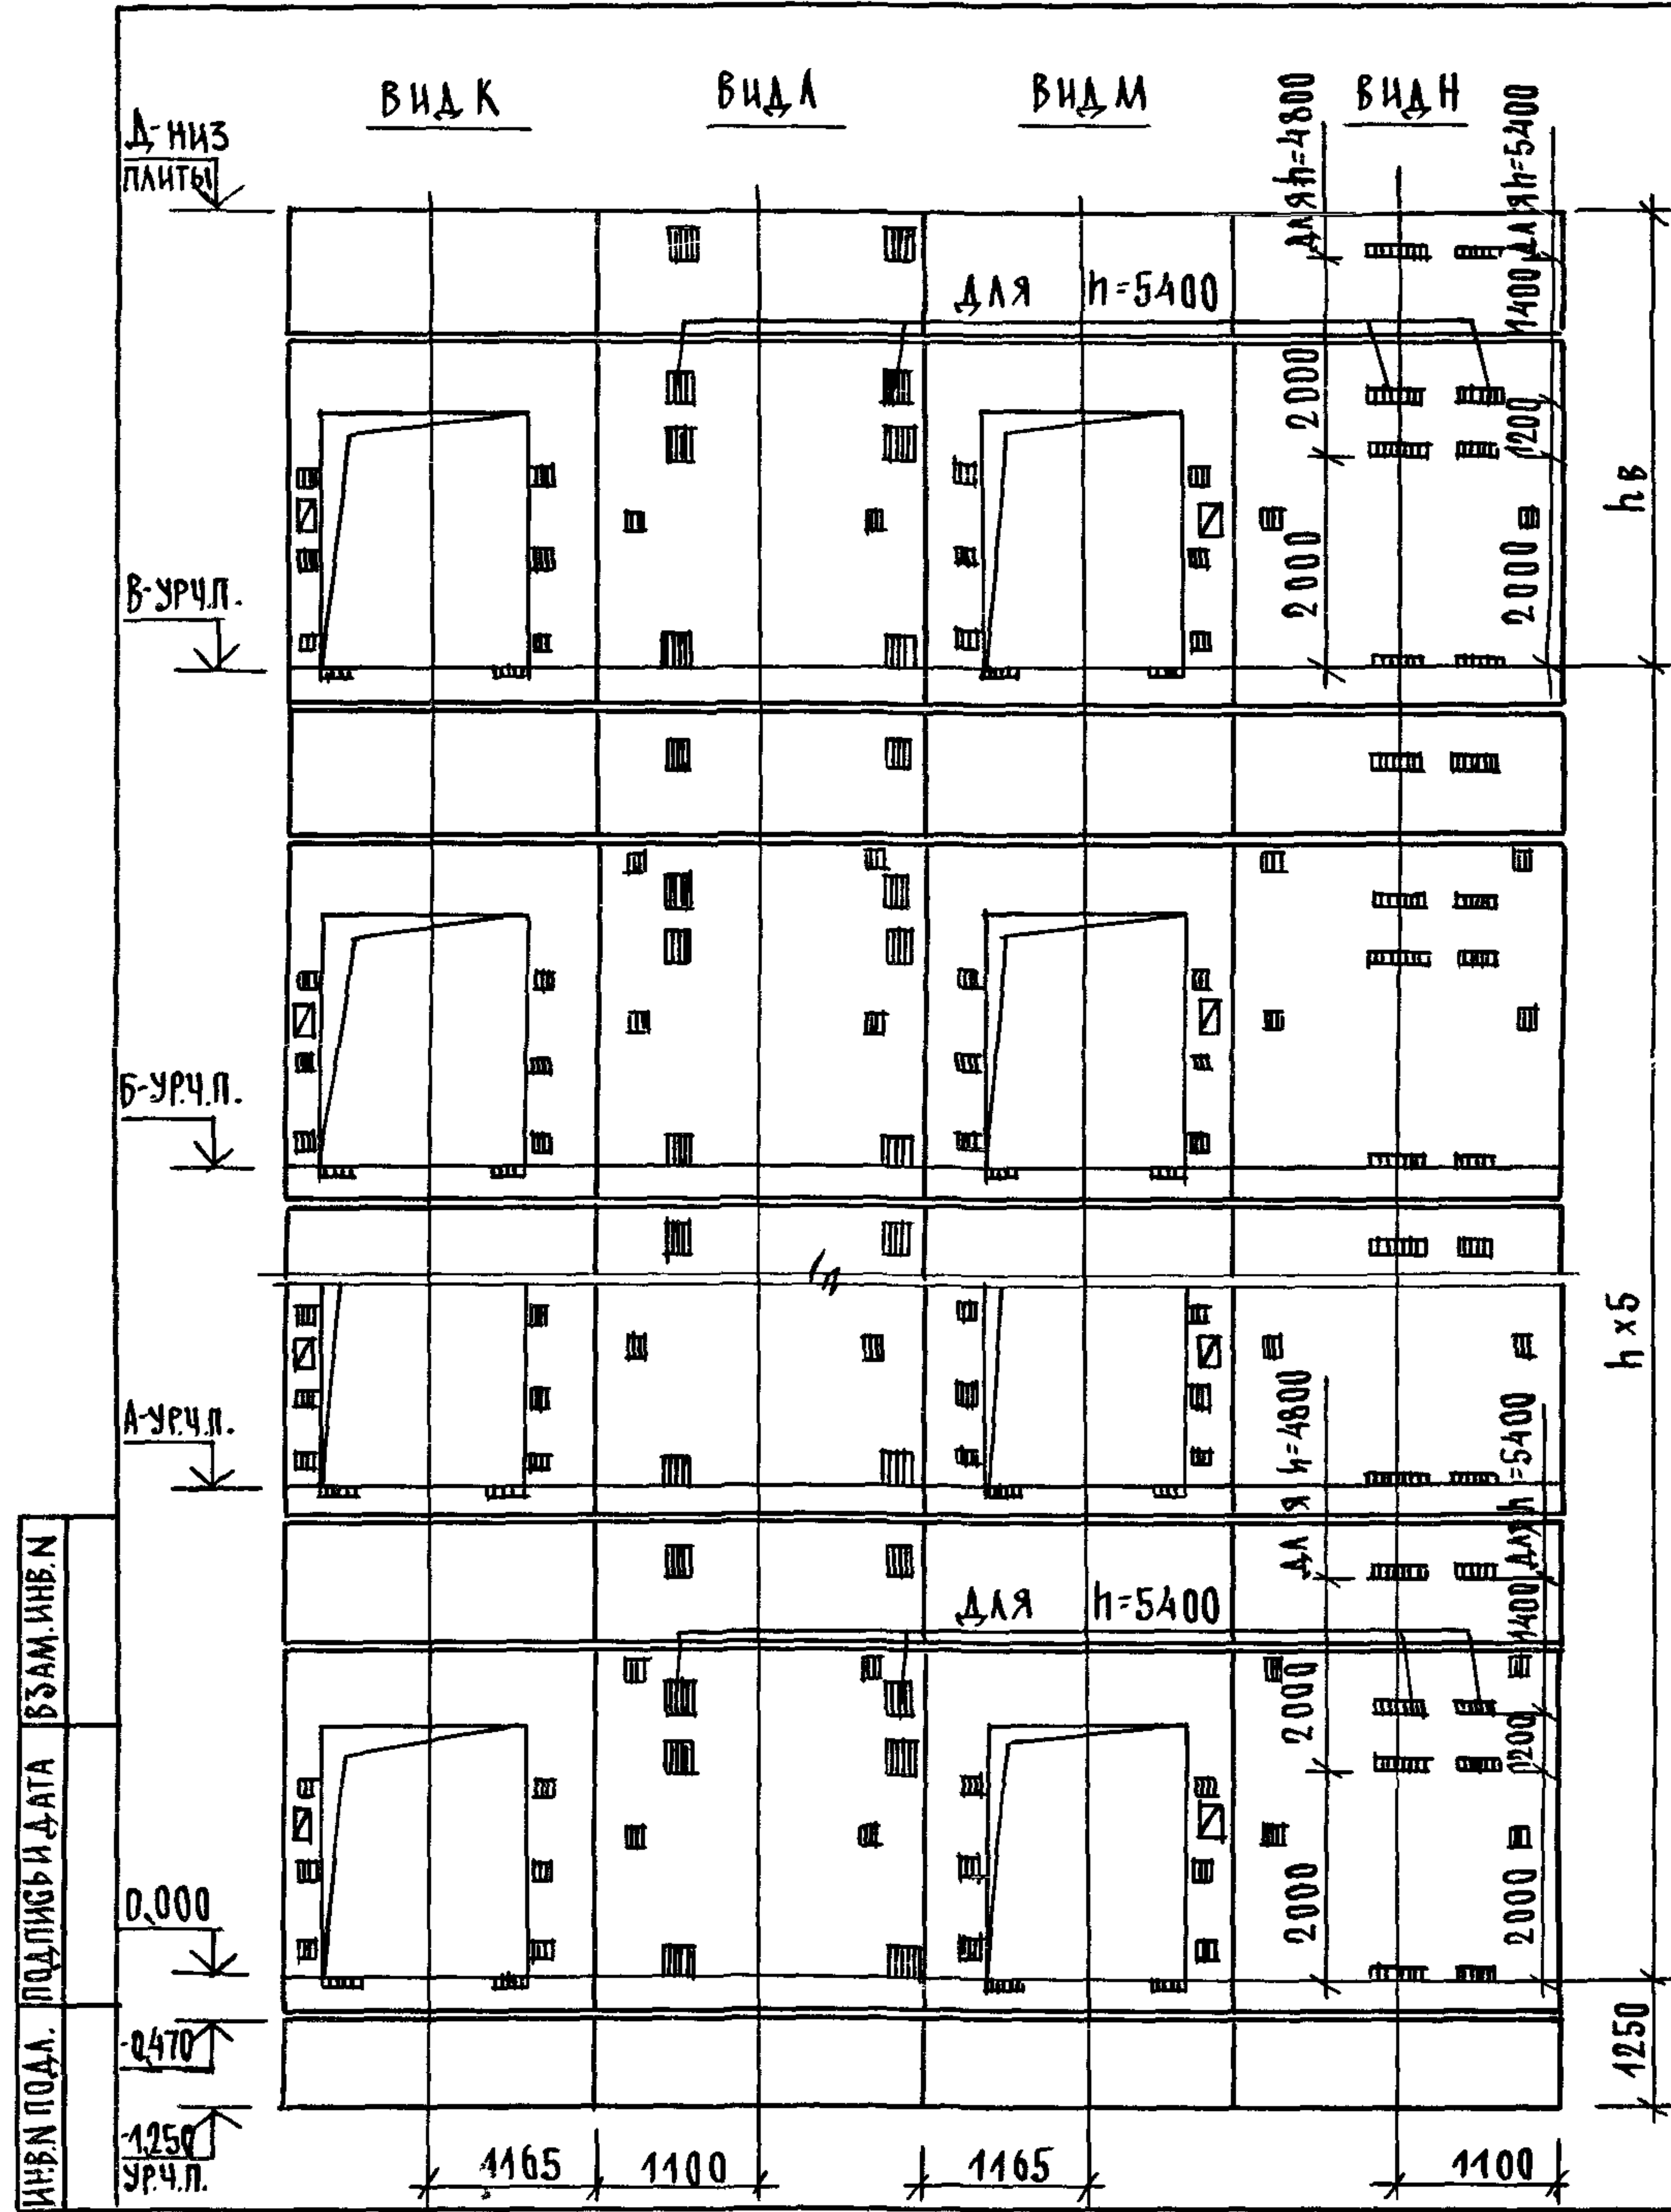 ВИД К
ВИД Л
ВИД М
ВИД Н
Д-НИЗ
ПЛИТЫ
ДЛЯ h=4800
ДЛЯ h=5400
ДЛЯ h=5400
1400
2000
1200
2000
2000
hв
В-УР.Ч.П.
Б-УР.Ч.П.
А-УР.Ч.П.
h x 5
ДЛЯ h=4800
ДЛЯ h=5400
ДЛЯ h=5400
1400
2000
1200
2000
2000
0,000
-0,470
-1,250
УР.Ч.П.
1250
1165
1100
1165
1100
ВЗАМ. ИНВ. N
ПОДПИСЬ И ДАТА
ИНВ. N ПОДЛ.